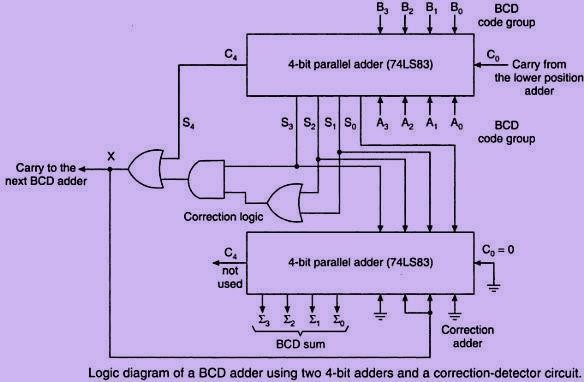 B3 B2 B1 B0 BCD
code group
C4
4-bit parallel adder (74LS83)
C0
Carry from
the lower position
adder
S4
S3 S2 S1 S0
A3 A2 A1 A0
BCD
code group
X
Carry to the
next BCD adder
Correction logic
C4
not
used
4-bit parallel adder (74LS83)
C0 = 0
Σ3 Σ2 Σ1 Σ0
BCD sum
Correction
adder
Logic diagram of a BCD adder using two 4-bit adders and a correction-detector circuit.